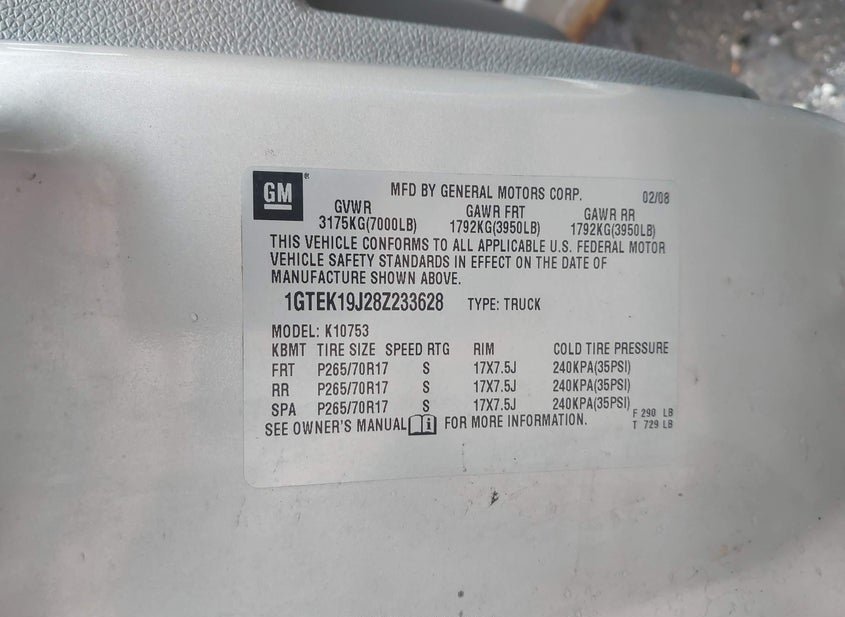 GM ® MFD BY GENERAL MOTORS CORP. 02/08
GVWR GAWR FRT GAWR RR
3175KG(7000LB) 1792KG(3950LB) 1792KG(3950LB)
THIS VEHICLE CONFORMS TO ALL APPLICABLE U.S. FEDERAL MOTOR
VEHICLE SAFETY STANDARDS IN EFFECT ON THE DATE OF
MANUFACTURE SHOWN ABOVE.
1GTEK19J28Z233628 TYPE: TRUCK
MODEL: K10753
KBMT TIRE SIZE SPEED RTG RIM COLD TIRE PRESSURE
FRT P265/70R17 S 17X7.5J 240KPA(35PSI)
RR P265/70R17 S 17X7.5J 240KPA(35PSI)
SPA P265/70R17 S 17X7.5J 240KPA(35PSI)
F 290 LB
SEE OWNER'S MANUAL i FOR MORE INFORMATION. T 729 LB